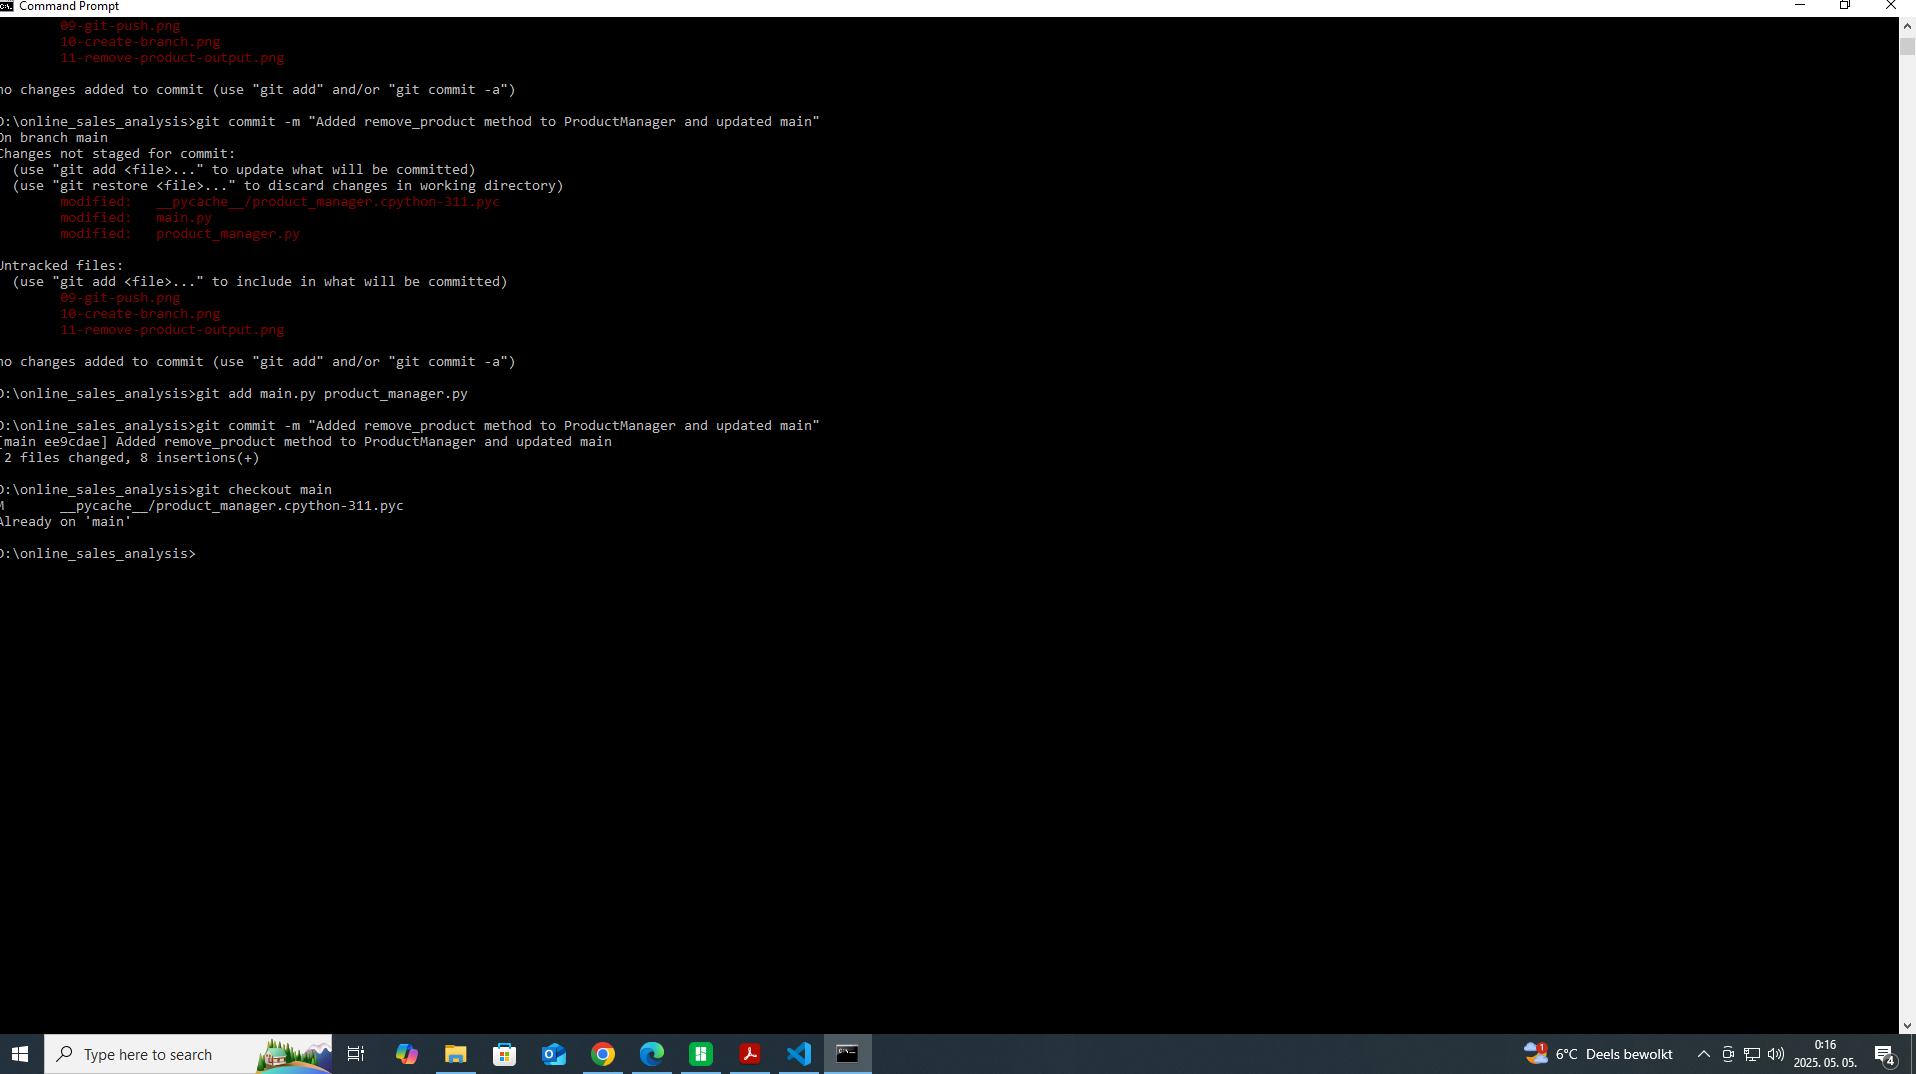 Command Prompt
09-git-push.png
10-create-branch.png
11-remove-product-output.png
no changes added to commit (use "git add" and/or "git commit -a")
D:\online_sales_analysis>git commit -m "Added remove_product method to ProductManager and updated main"
On branch main
Changes not staged for commit:
(use "git add <file>..." to update what will be committed)
(use "git restore <file>..." to discard changes in working directory)
modified:   __pycache__/product_manager.cpython-311.pyc
modified:   main.py
modified:   product_manager.py
Untracked files:
(use "git add <file>..." to include in what will be committed)
09-git-push.png
10-create-branch.png
11-remove-product-output.png
no changes added to commit (use "git add" and/or "git commit -a")
D:\online_sales_analysis>git add main.py product_manager.py
D:\online_sales_analysis>git commit -m "Added remove_product method to ProductManager and updated main"
[main ee9cdae] Added remove_product method to ProductManager and updated main
2 files changed, 8 insertions(+)
D:\online_sales_analysis>git checkout main
M       __pycache__/product_manager.cpython-311.pyc
Already on 'main'
D:\online_sales_analysis>
Type here to search
1
6°C Deels bewolkt
0:16
2025. 05. 05.
4